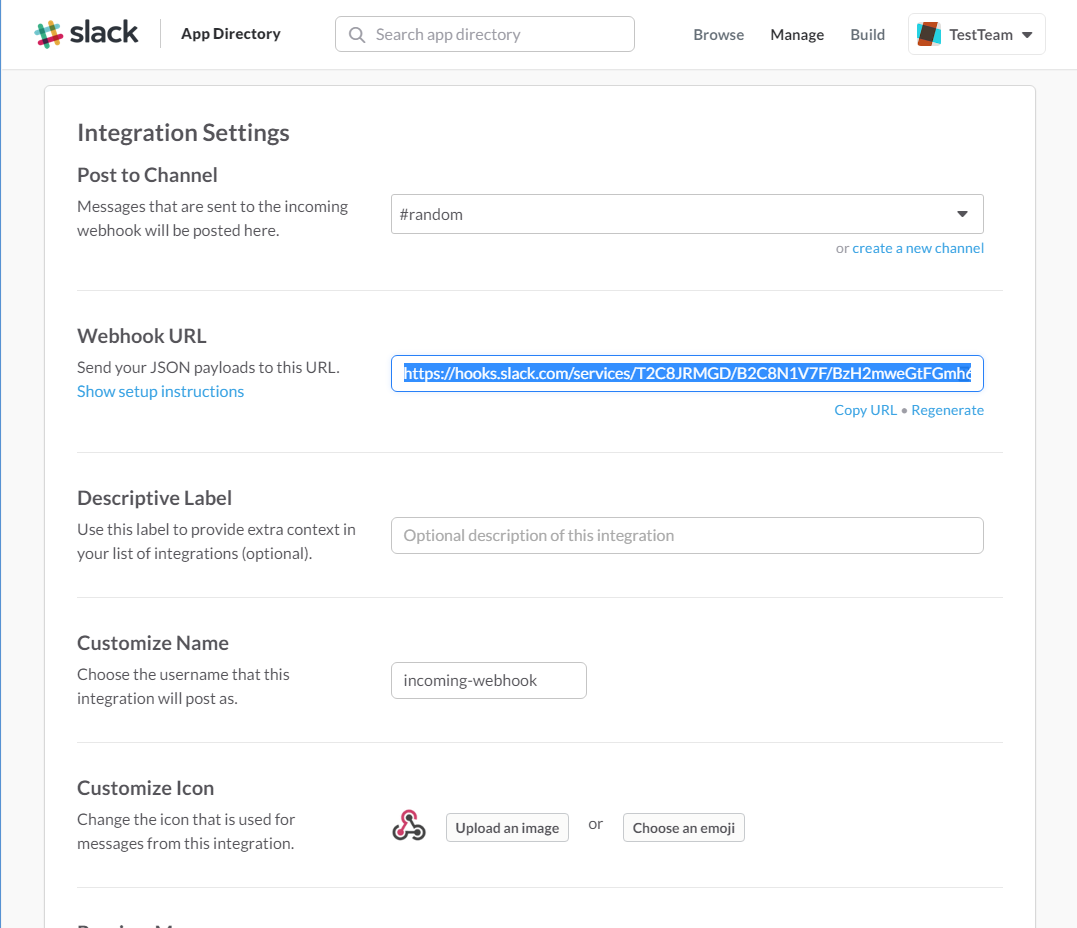 slack App Directory Search app directory Browse Manage Build TestTeam
Integration Settings
Post to Channel
Messages that are sent to the incoming
webhook will be posted here.
#random
or create a new channel
Webhook URL
Send your JSON payloads to this URL.
Show setup instructions
https://hooks.slack.com/services/T2C8JRMGD/B2C8N1V7F/BzH2mweGtFGmh6
Copy URL • Regenerate
Descriptive Label
Use this label to provide extra context in
your list of integrations (optional).
Optional description of this integration
Customize Name
Choose the username that this
integration will post as.
incoming-webhook
Customize Icon
Change the icon that is used for
messages from this integration.
Upload an image or Choose an emoji